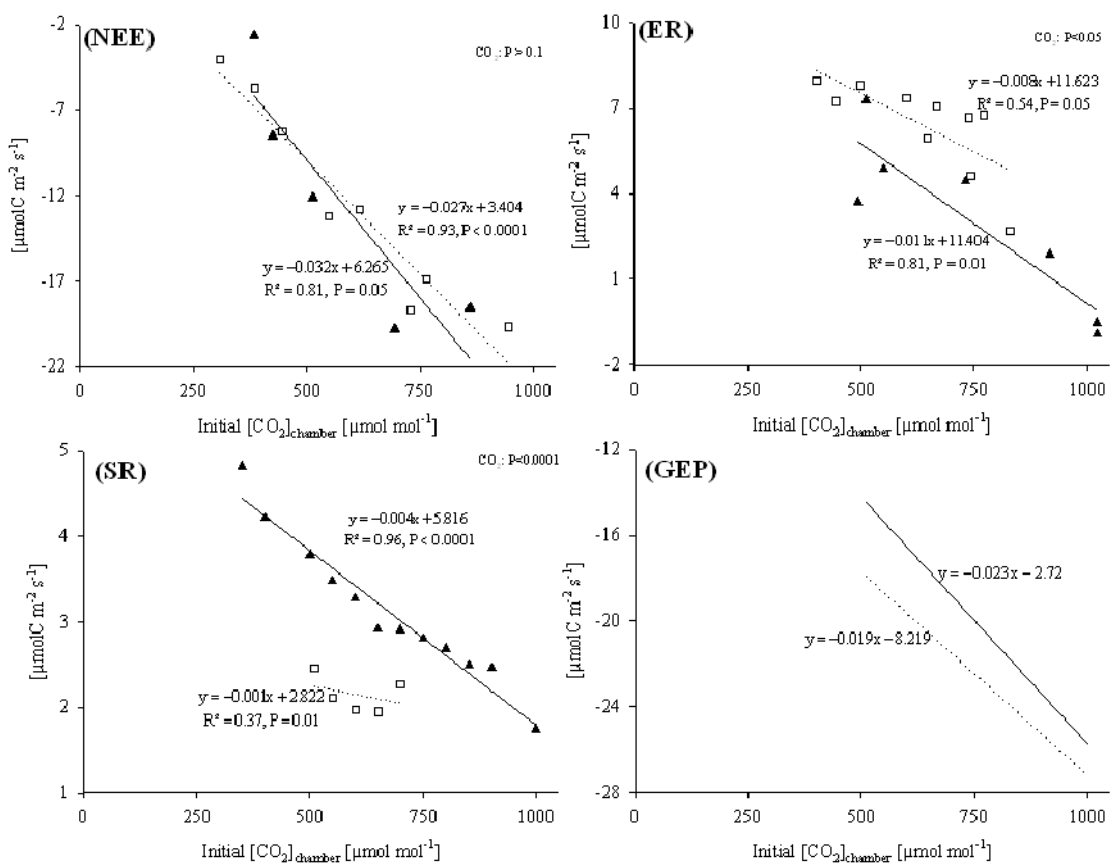 (NEE)
CO₂: P > 0.1
-2
-7
-12
-17
-22
[µmolC m⁻² s⁻¹]
y = −0.027x + 3.404
R² = 0.93, P < 0.0001
y = −0.032x + 6.265
R² = 0.81, P = 0.05
0 250 500 750 1000
Initial [CO₂]chamber [µmol mol⁻¹]
(ER)
CO₂: P<0.05
10
7
4
1
-2
[µmolC m⁻² s⁻¹]
y = −0.008x + 11.623
R² = 0.54, P = 0.05
y = −0.011x + 11.404
R² = 0.81, P = 0.01
0 250 500 750 1000
Initial [CO₂]chamber [µmol mol⁻¹]
(SR)
CO₂: P<0.0001
5
4
3
2
1
[µmolC m⁻² s⁻¹]
y = −0.004x + 5.816
R² = 0.96, P < 0.0001
y = −0.001x + 2.822
R² = 0.37, P = 0.01
0 250 500 750 1000
Initial [CO₂]chamber [µmol mol⁻¹]
(GEP)
-12
-16
-20
-24
-28
[µmolC m⁻² s⁻¹]
y = −0.023x − 2.72
y = −0.019x − 8.219
0 250 500 750 1000
Initial [CO₂]chamber [µmol mol⁻¹]